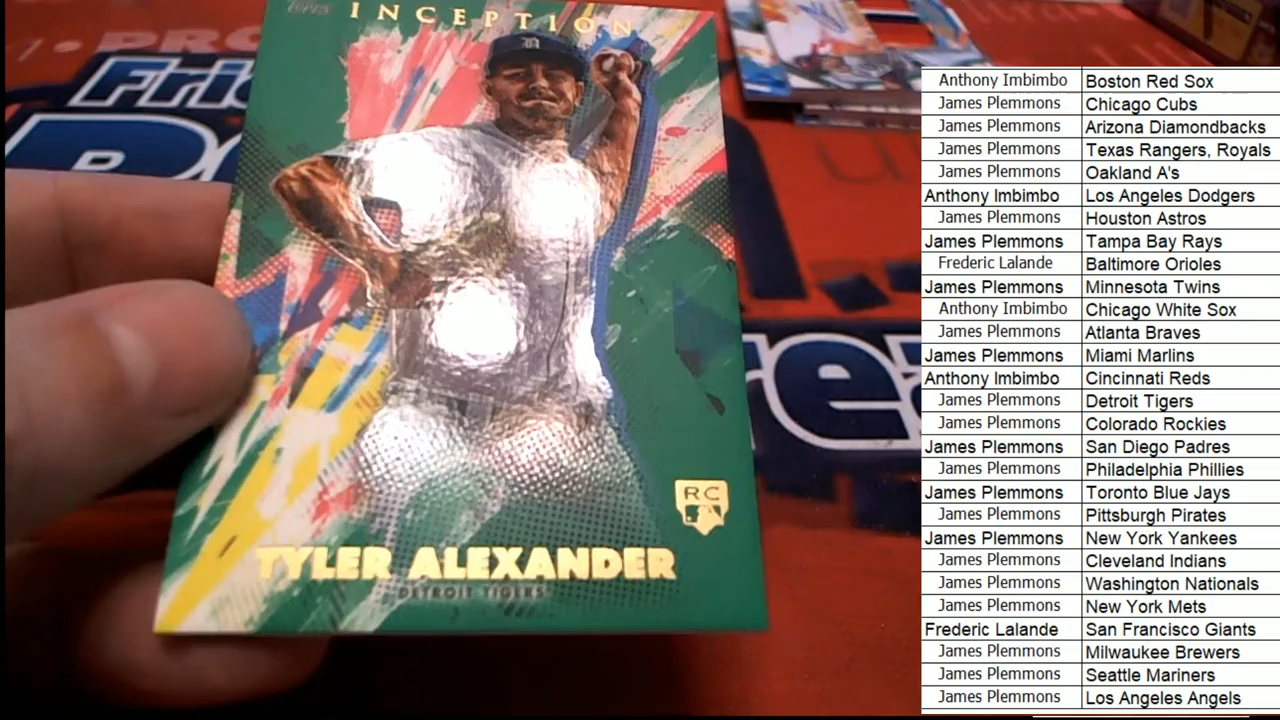 TOPPS
INCEPTION
D
PRO
Fri
P
rea
RC
TYLER ALEXANDER
DETROIT TIGERS
Anthony Imbimbo Boston Red Sox
James Plemmons Chicago Cubs
James Plemmons Arizona Diamondbacks
James Plemmons Texas Rangers, Royals
James Plemmons Oakland A's
Anthony Imbimbo Los Angeles Dodgers
James Plemmons Houston Astros
James Plemmons Tampa Bay Rays
Frederic Lalande Baltimore Orioles
James Plemmons Minnesota Twins
Anthony Imbimbo Chicago White Sox
James Plemmons Atlanta Braves
James Plemmons Miami Marlins
Anthony Imbimbo Cincinnati Reds
James Plemmons Detroit Tigers
James Plemmons Colorado Rockies
James Plemmons San Diego Padres
James Plemmons Philadelphia Phillies
James Plemmons Toronto Blue Jays
James Plemmons Pittsburgh Pirates
James Plemmons New York Yankees
James Plemmons Cleveland Indians
James Plemmons Washington Nationals
James Plemmons New York Mets
Frederic Lalande San Francisco Giants
James Plemmons Milwaukee Brewers
James Plemmons Seattle Mariners
James Plemmons Los Angeles Angels